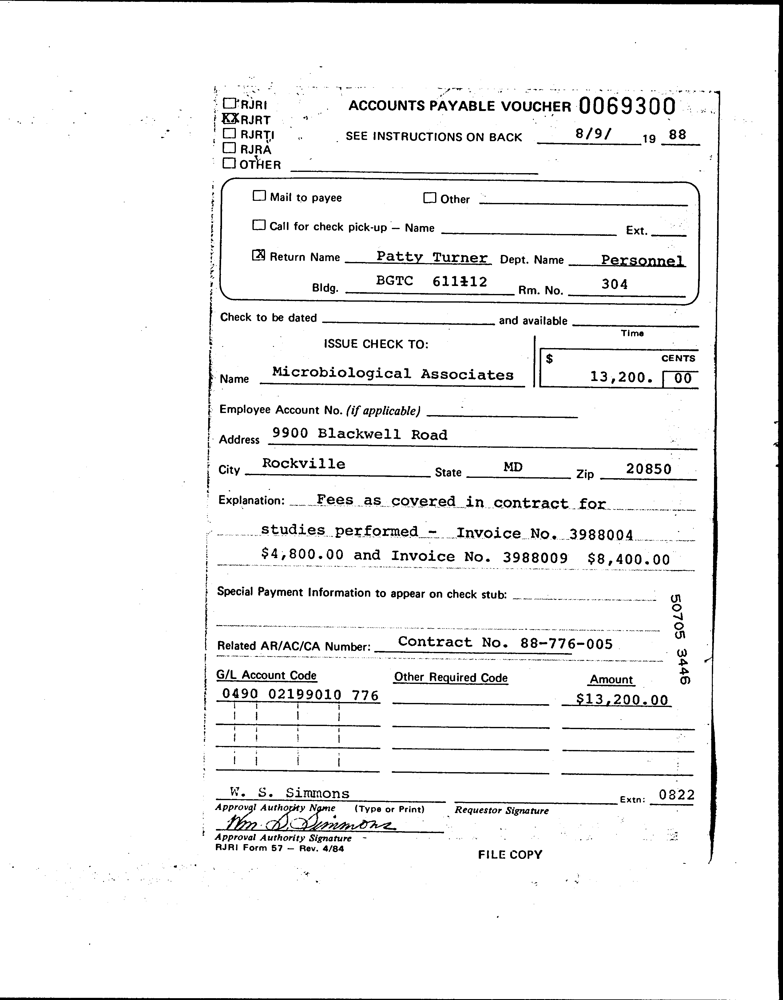 ☐ RJRI
ACCOUNTS PAYABLE VOUCHER 0069300
XX RJRT
☐ RJRTI
SEE INSTRUCTIONS ON BACK 8/9/ 19 88
☐ RJRA
☐ OTHER
☐ Mail to payee ☐ Other
☐ Call for check pick-up – Name Ext.
☒ Return Name Patty Turner Dept. Name Personnel
Bldg. BGTC 611112 Rm. No. 304
Check to be dated and available
Time
ISSUE CHECK TO:
$ CENTS
Name Microbiological Associates 13,200. 00
Employee Account No. (if applicable)
Address 9900 Blackwell Road
City Rockville State MD Zip 20850
Explanation: Fees as covered in contract for
studies performed - Invoice No. 3988004
$4,800.00 and Invoice No. 3988009 $8,400.00
Special Payment Information to appear on check stub:
50705 3446
Related AR/AC/CA Number: Contract No. 88-776-005
G/L Account Code Other Required Code Amount
0490 02199010 776 $13,200.00
W. S. Simmons Extn: 0822
Approval Authority Name (Type or Print) Requestor Signature
Wm. S. Simmons
Approval Authority Signature
RJRI Form 57 – Rev. 4/84
FILE COPY